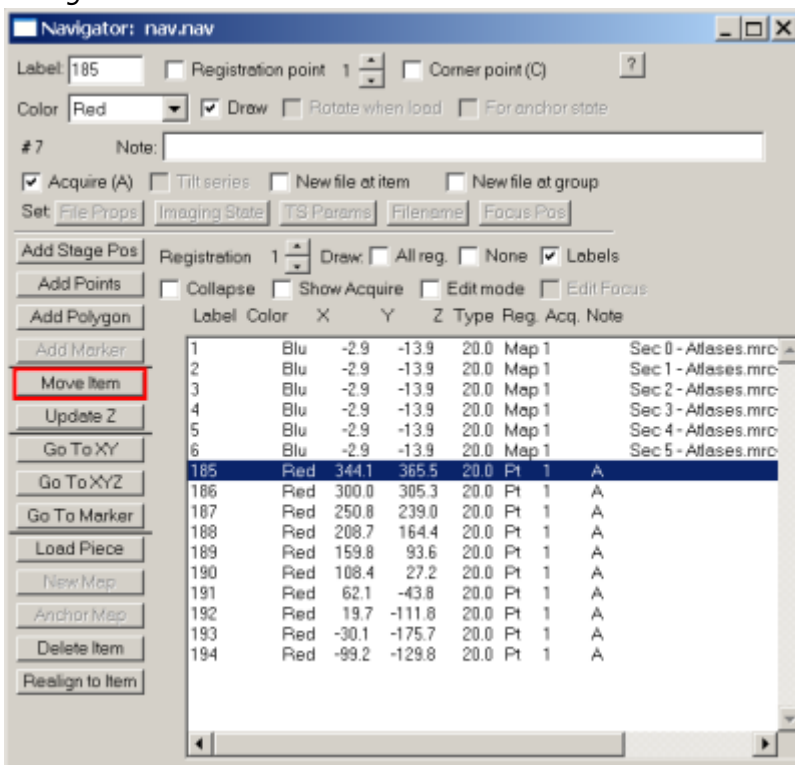 Navigator: nav.nav
Label: 185 Registration point 1 Corner point (C) ?
Color Red Draw Rotate when load For anchor state
# 7 Note:
Acquire (A) Tilt series New file at item New file at group
Set: File Props Imaging State TS Params Filename Focus Pos
Add Stage Pos Registration 1 Draw: All reg. None Labels
Add Points Collapse Show Acquire Edit mode Edit Focus
Add Polygon Label Color X Y Z Type Reg. Acq. Note
Add Marker
Move Item
Update Z
Go To XY
Go To XYZ
Go To Marker
Load Piece
New Map
Anchor Map
Delete Item
Realign to Item
1 Blu -2.9 -13.9 20.0 Map 1 Sec 0 - Atlases.mrc
2 Blu -2.9 -13.9 20.0 Map 1 Sec 1 - Atlases.mrc
3 Blu -2.9 -13.9 20.0 Map 1 Sec 2 - Atlases.mrc
4 Blu -2.9 -13.9 20.0 Map 1 Sec 3 - Atlases.mrc
5 Blu -2.9 -13.9 20.0 Map 1 Sec 4 - Atlases.mrc
6 Blu -2.9 -13.9 20.0 Map 1 Sec 5 - Atlases.mrc
185 Red 344.1 365.5 20.0 Pt 1 A
186 Red 300.0 305.3 20.0 Pt 1 A
187 Red 250.8 239.0 20.0 Pt 1 A
188 Red 208.7 164.4 20.0 Pt 1 A
189 Red 159.8 93.6 20.0 Pt 1 A
190 Red 108.4 27.2 20.0 Pt 1 A
191 Red 62.1 -43.8 20.0 Pt 1 A
192 Red 19.7 -111.8 20.0 Pt 1 A
193 Red -30.1 -175.7 20.0 Pt 1 A
194 Red -99.2 -129.8 20.0 Pt 1 A